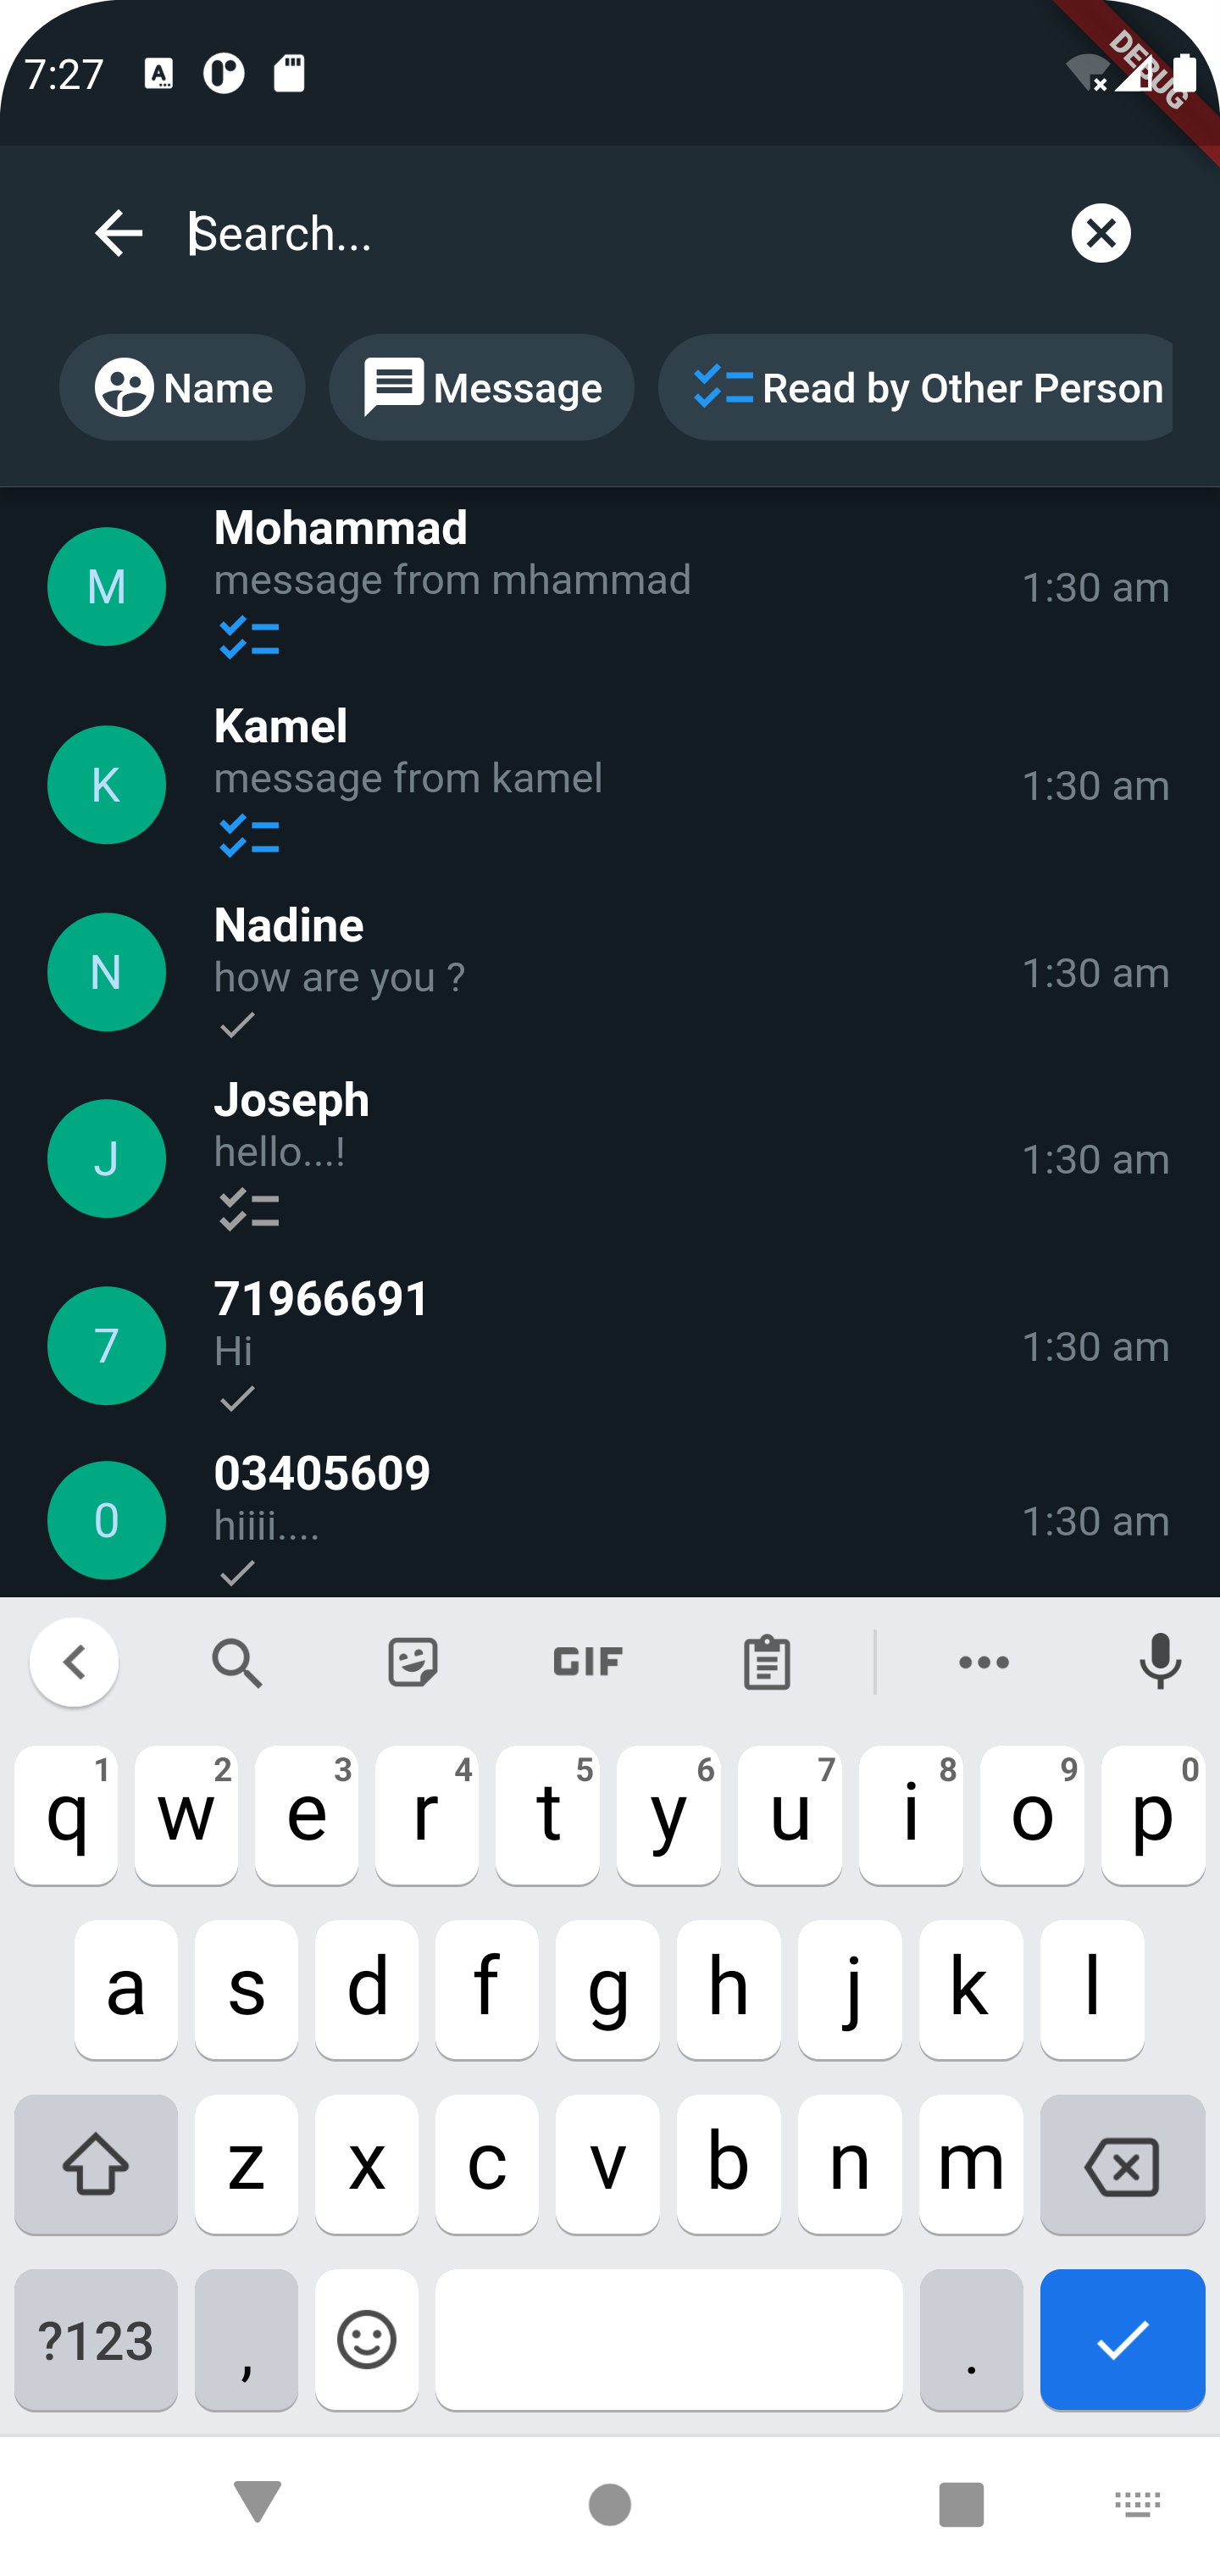 7:27
DEBUG
Search...
Name Message Read by Other Person
Mohammad
message from mhammad
1:30 am
M
Kamel
message from kamel
1:30 am
K
Nadine
how are you ?
1:30 am
N
Joseph
hello...!
1:30 am
J
71966691
Hi
1:30 am
7
03405609
hiiii....
1:30 am
0
GIF
1 2 3 4 5 6 7 8 9 0
q w e r t y u i o p
a s d f g h j k l
z x c v b n m
?123 , .